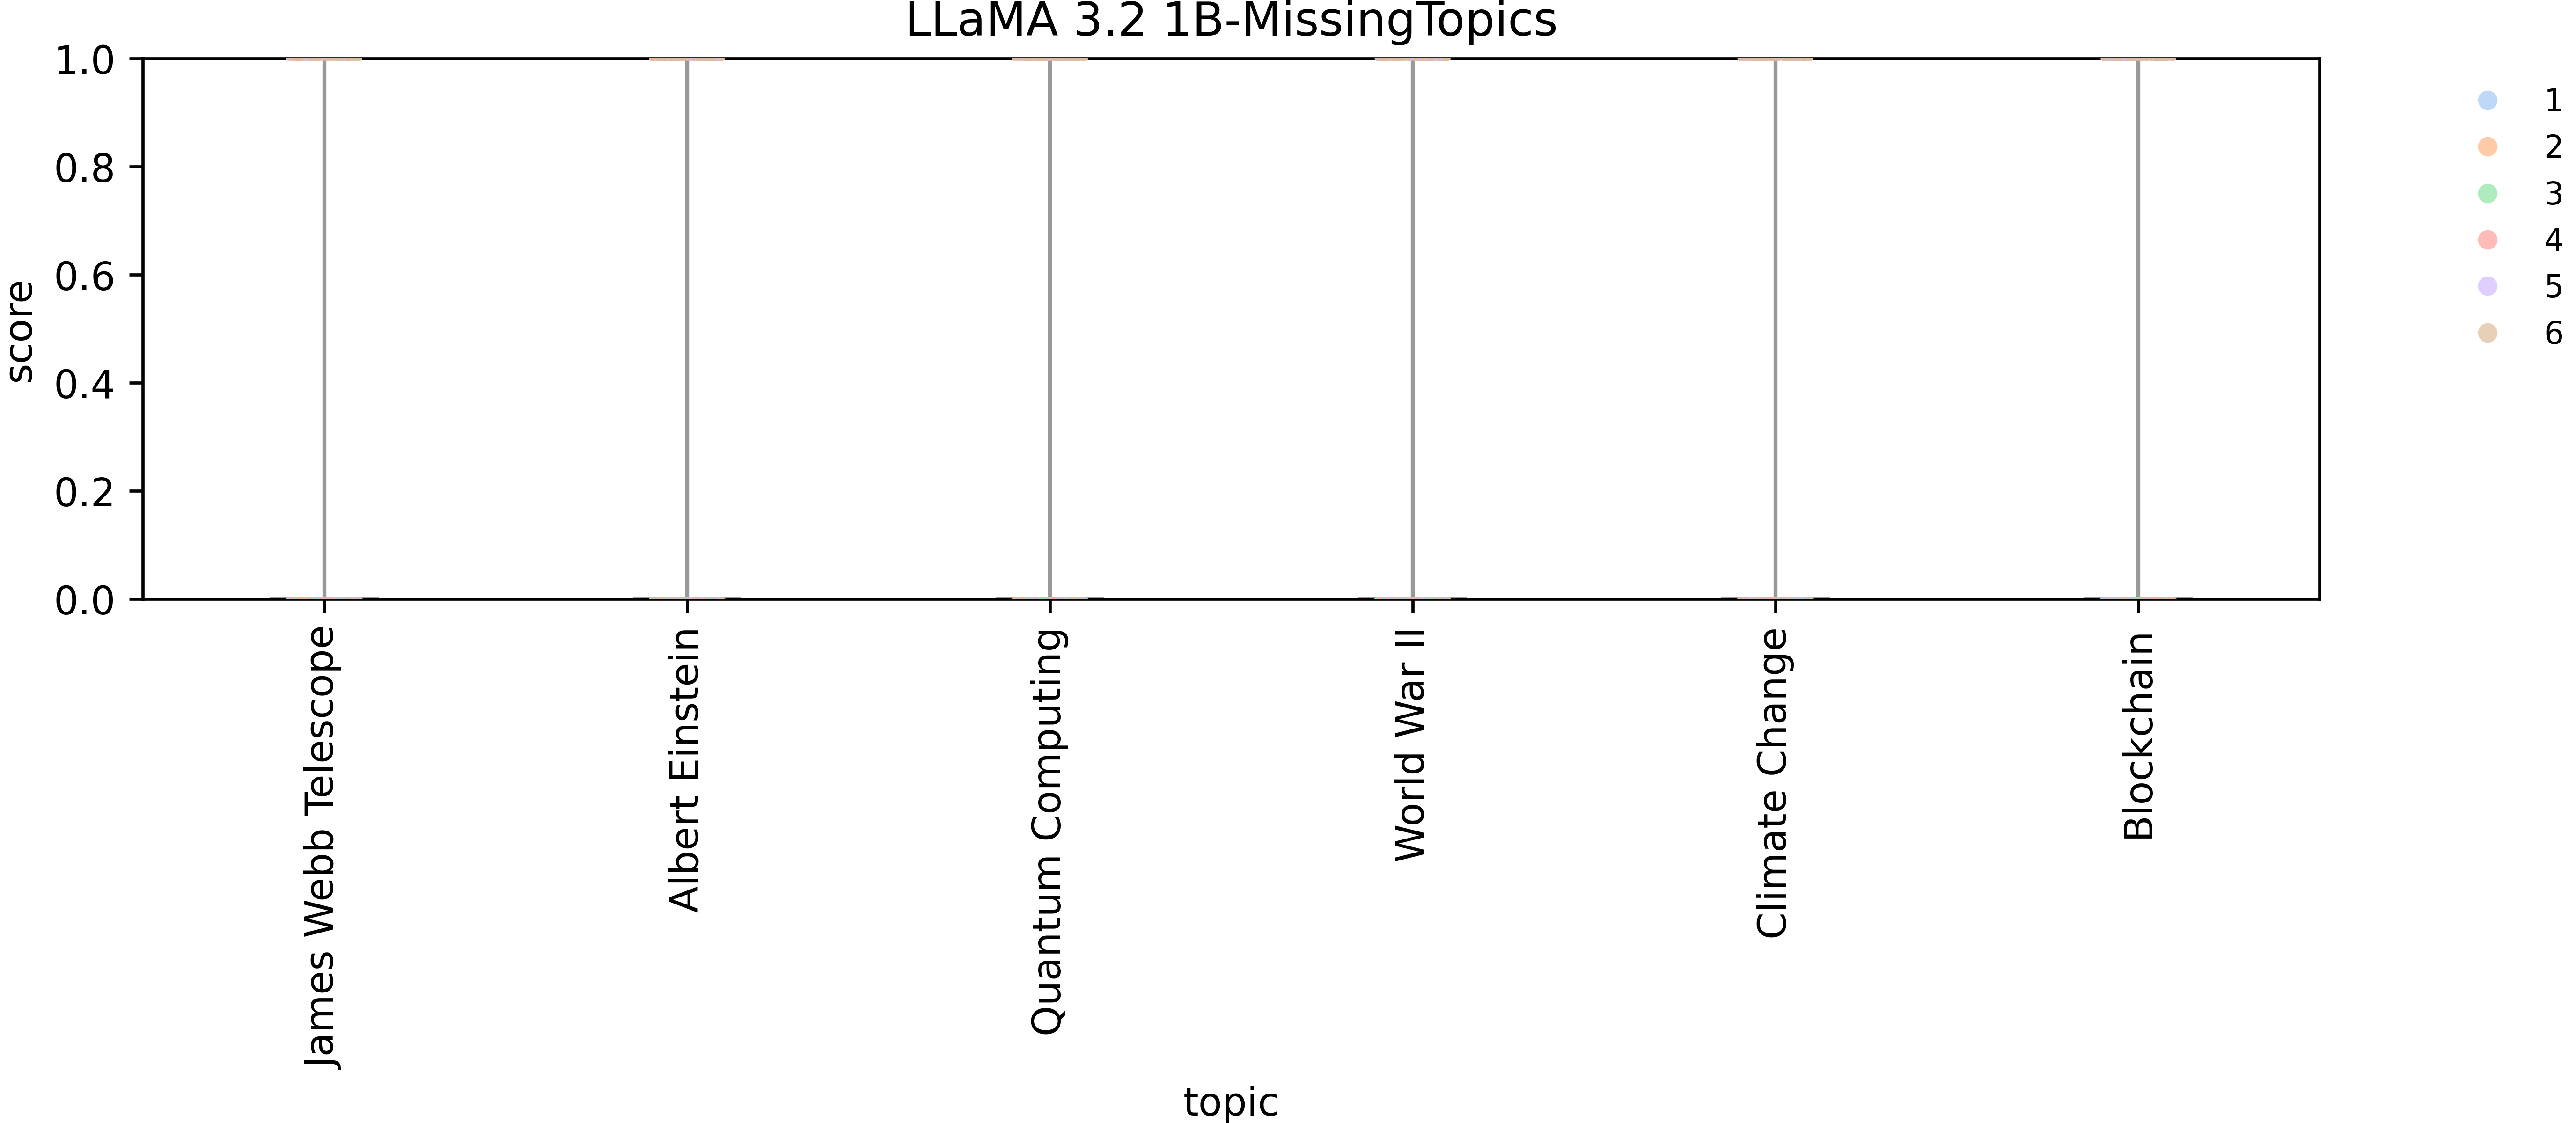 LLaMA 3.2 1B-MissingTopics
1.0
0.8
0.6
0.4
0.2
0.0
score
James Webb Telescope
Albert Einstein
Quantum Computing
World War II
Climate Change
Blockchain
topic
1
2
3
4
5
6